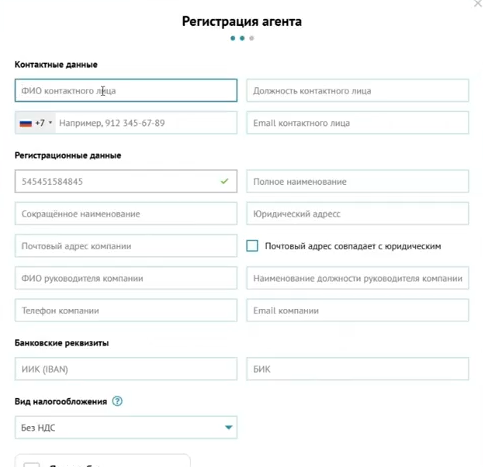 Регистрация агента
Контактные данные
ФИО контактного лица
Должность контактного лица
+7 Например, 912 345-67-89
Email контактного лица
Регистрационные данные
545451584845
Полное наименование
Сокращённое наименование
Юридический адресс
Почтовый адрес компании
Почтовый адрес совпадает с юридическим
ФИО руководителя компании
Наименование должности руководителя компании
Телефон компании
Email компании
Банковские реквизиты
ИИК (IBAN)
БИК
Вид налогообложения ?
Без НДС